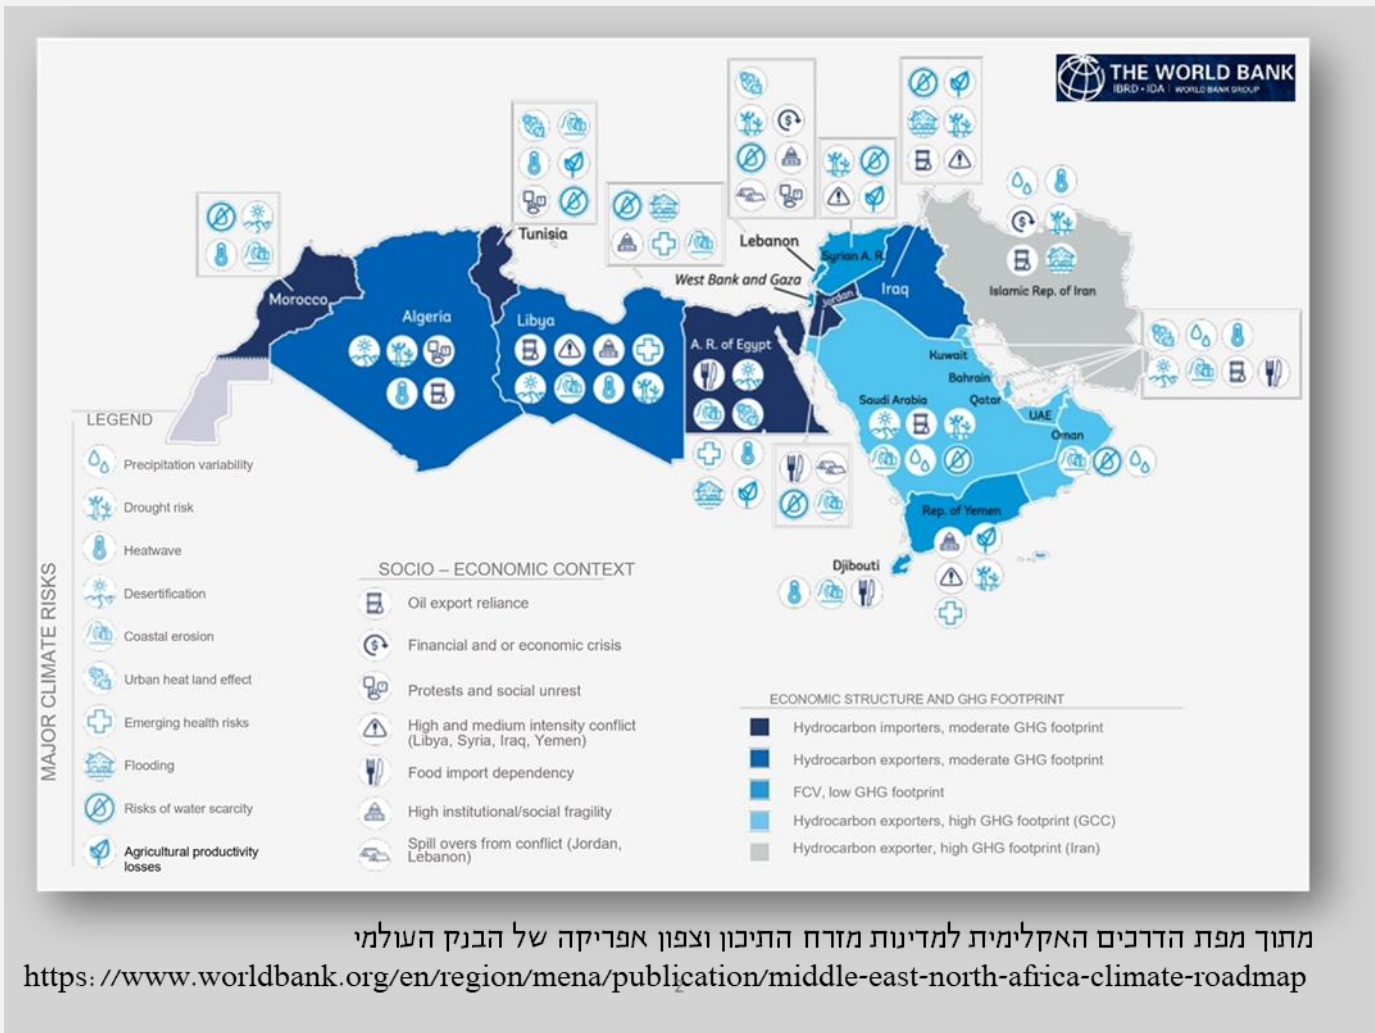 THE WORLD BANK
IBRD • IDA | WORLD BANK GROUP
Tunisia
Lebanon
West Bank and Gaza
Syrian A. R.
Jordan
Iraq
Islamic Rep. of Iran
Morocco
Algeria
Libya
A. R. of Egypt
Kuwait
Bahrain
Qatar
Saudi Arabia
UAE
Oman
Rep. of Yemen
Djibouti
LEGEND
MAJOR CLIMATE RISKS
Precipitation variability
Drought risk
Heatwave
Desertification
Coastal erosion
Urban heat land effect
Emerging health risks
Flooding
Risks of water scarcity
Agricultural productivity
losses
SOCIO – ECONOMIC CONTEXT
Oil export reliance
Financial and or economic crisis
Protests and social unrest
High and medium intensity conflict
(Libya, Syria, Iraq, Yemen)
Food import dependency
High institutional/social fragility
Spill overs from conflict (Jordan,
Lebanon)
ECONOMIC STRUCTURE AND GHG FOOTPRINT
Hydrocarbon importers, moderate GHG footprint
Hydrocarbon exporters, moderate GHG footprint
FCV, low GHG footprint
Hydrocarbon exporters, high GHG footprint (GCC)
Hydrocarbon exporter, high GHG footprint (Iran)
מתוך מפת הדרכים האקלימית למדינות מזרח התיכון וצפון אפריקה של הבנק העולמי
https://www.worldbank.org/en/region/mena/publication/middle-east-north-africa-climate-roadmap
2